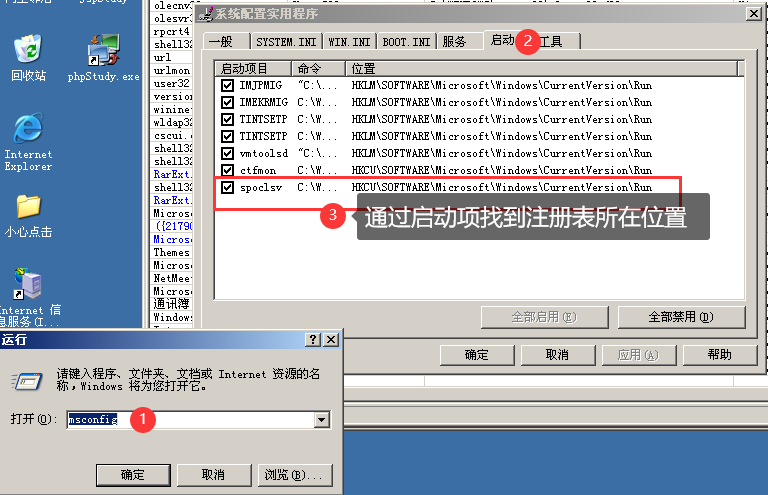 phpStudy
回收站
phpStudy.exe
Internet
Explorer
小心点击
Internet 信
息服务(I...
olecnv3
olesvr3
rpcrt4
shell32
url
urlmon
user32
version
wininet
wldap32
cscui.d
shell32
shell32
RarExt.
shell32
RarExt.
Microso
({21790
Microso
Themes
Microso
NetMeet
Microso
通讯簿
Windows
系统配置实用程序
一般 SYSTEM.INI WIN.INI BOOT.INI 服务 启动 2 工具
启动项目 命令 位置
IMJPMIG "C:\... HKLM\SOFTWARE\Microsoft\Windows\CurrentVersion\Run
IMEKRMIG C:\W... HKLM\SOFTWARE\Microsoft\Windows\CurrentVersion\Run
TINTSETP C:\W... HKLM\SOFTWARE\Microsoft\Windows\CurrentVersion\Run
TINTSETP C:\W... HKLM\SOFTWARE\Microsoft\Windows\CurrentVersion\Run
vmtoolsd "C:\... HKLM\SOFTWARE\Microsoft\Windows\CurrentVersion\Run
ctfmon C:\W... HKCU\SOFTWARE\Microsoft\Windows\CurrentVersion\Run
spoclsv C:\W... HKCU\SOFTWARE\Microsoft\Windows\CurrentVersion\Run
3 通过启动项找到注册表所在位置
全部启用(E) 全部禁用(D)
确定 取消 应用(A) 帮助
运行
请键入程序、文件夹、文档或 Internet 资源的名
称，Windows 将为您打开它。
打开(O): msconfig 1
确定 取消 浏览(B)...